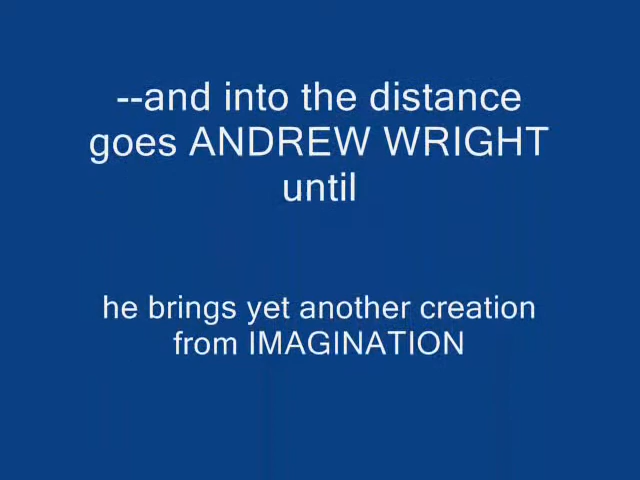 --and into the distance
goes ANDREW WRIGHT
until
he brings yet another creation
from IMAGINATION